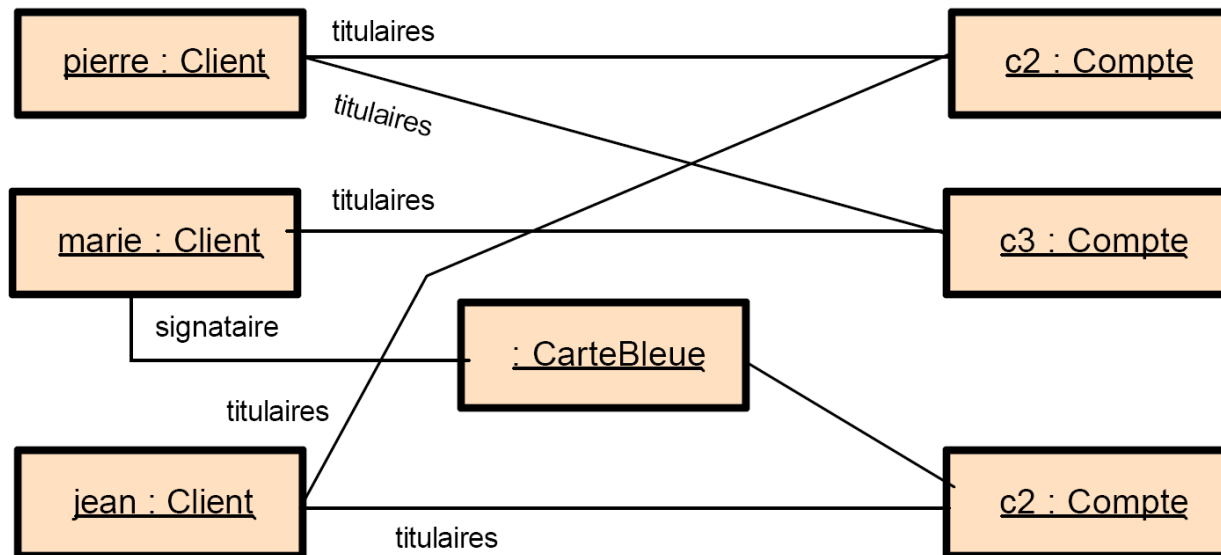 titulaires
pierre : Client
c2 : Compte
titulaires
titulaires
marie : Client
c3 : Compte
signataire
: CarteBleue
titulaires
jean : Client
c2 : Compte
titulaires